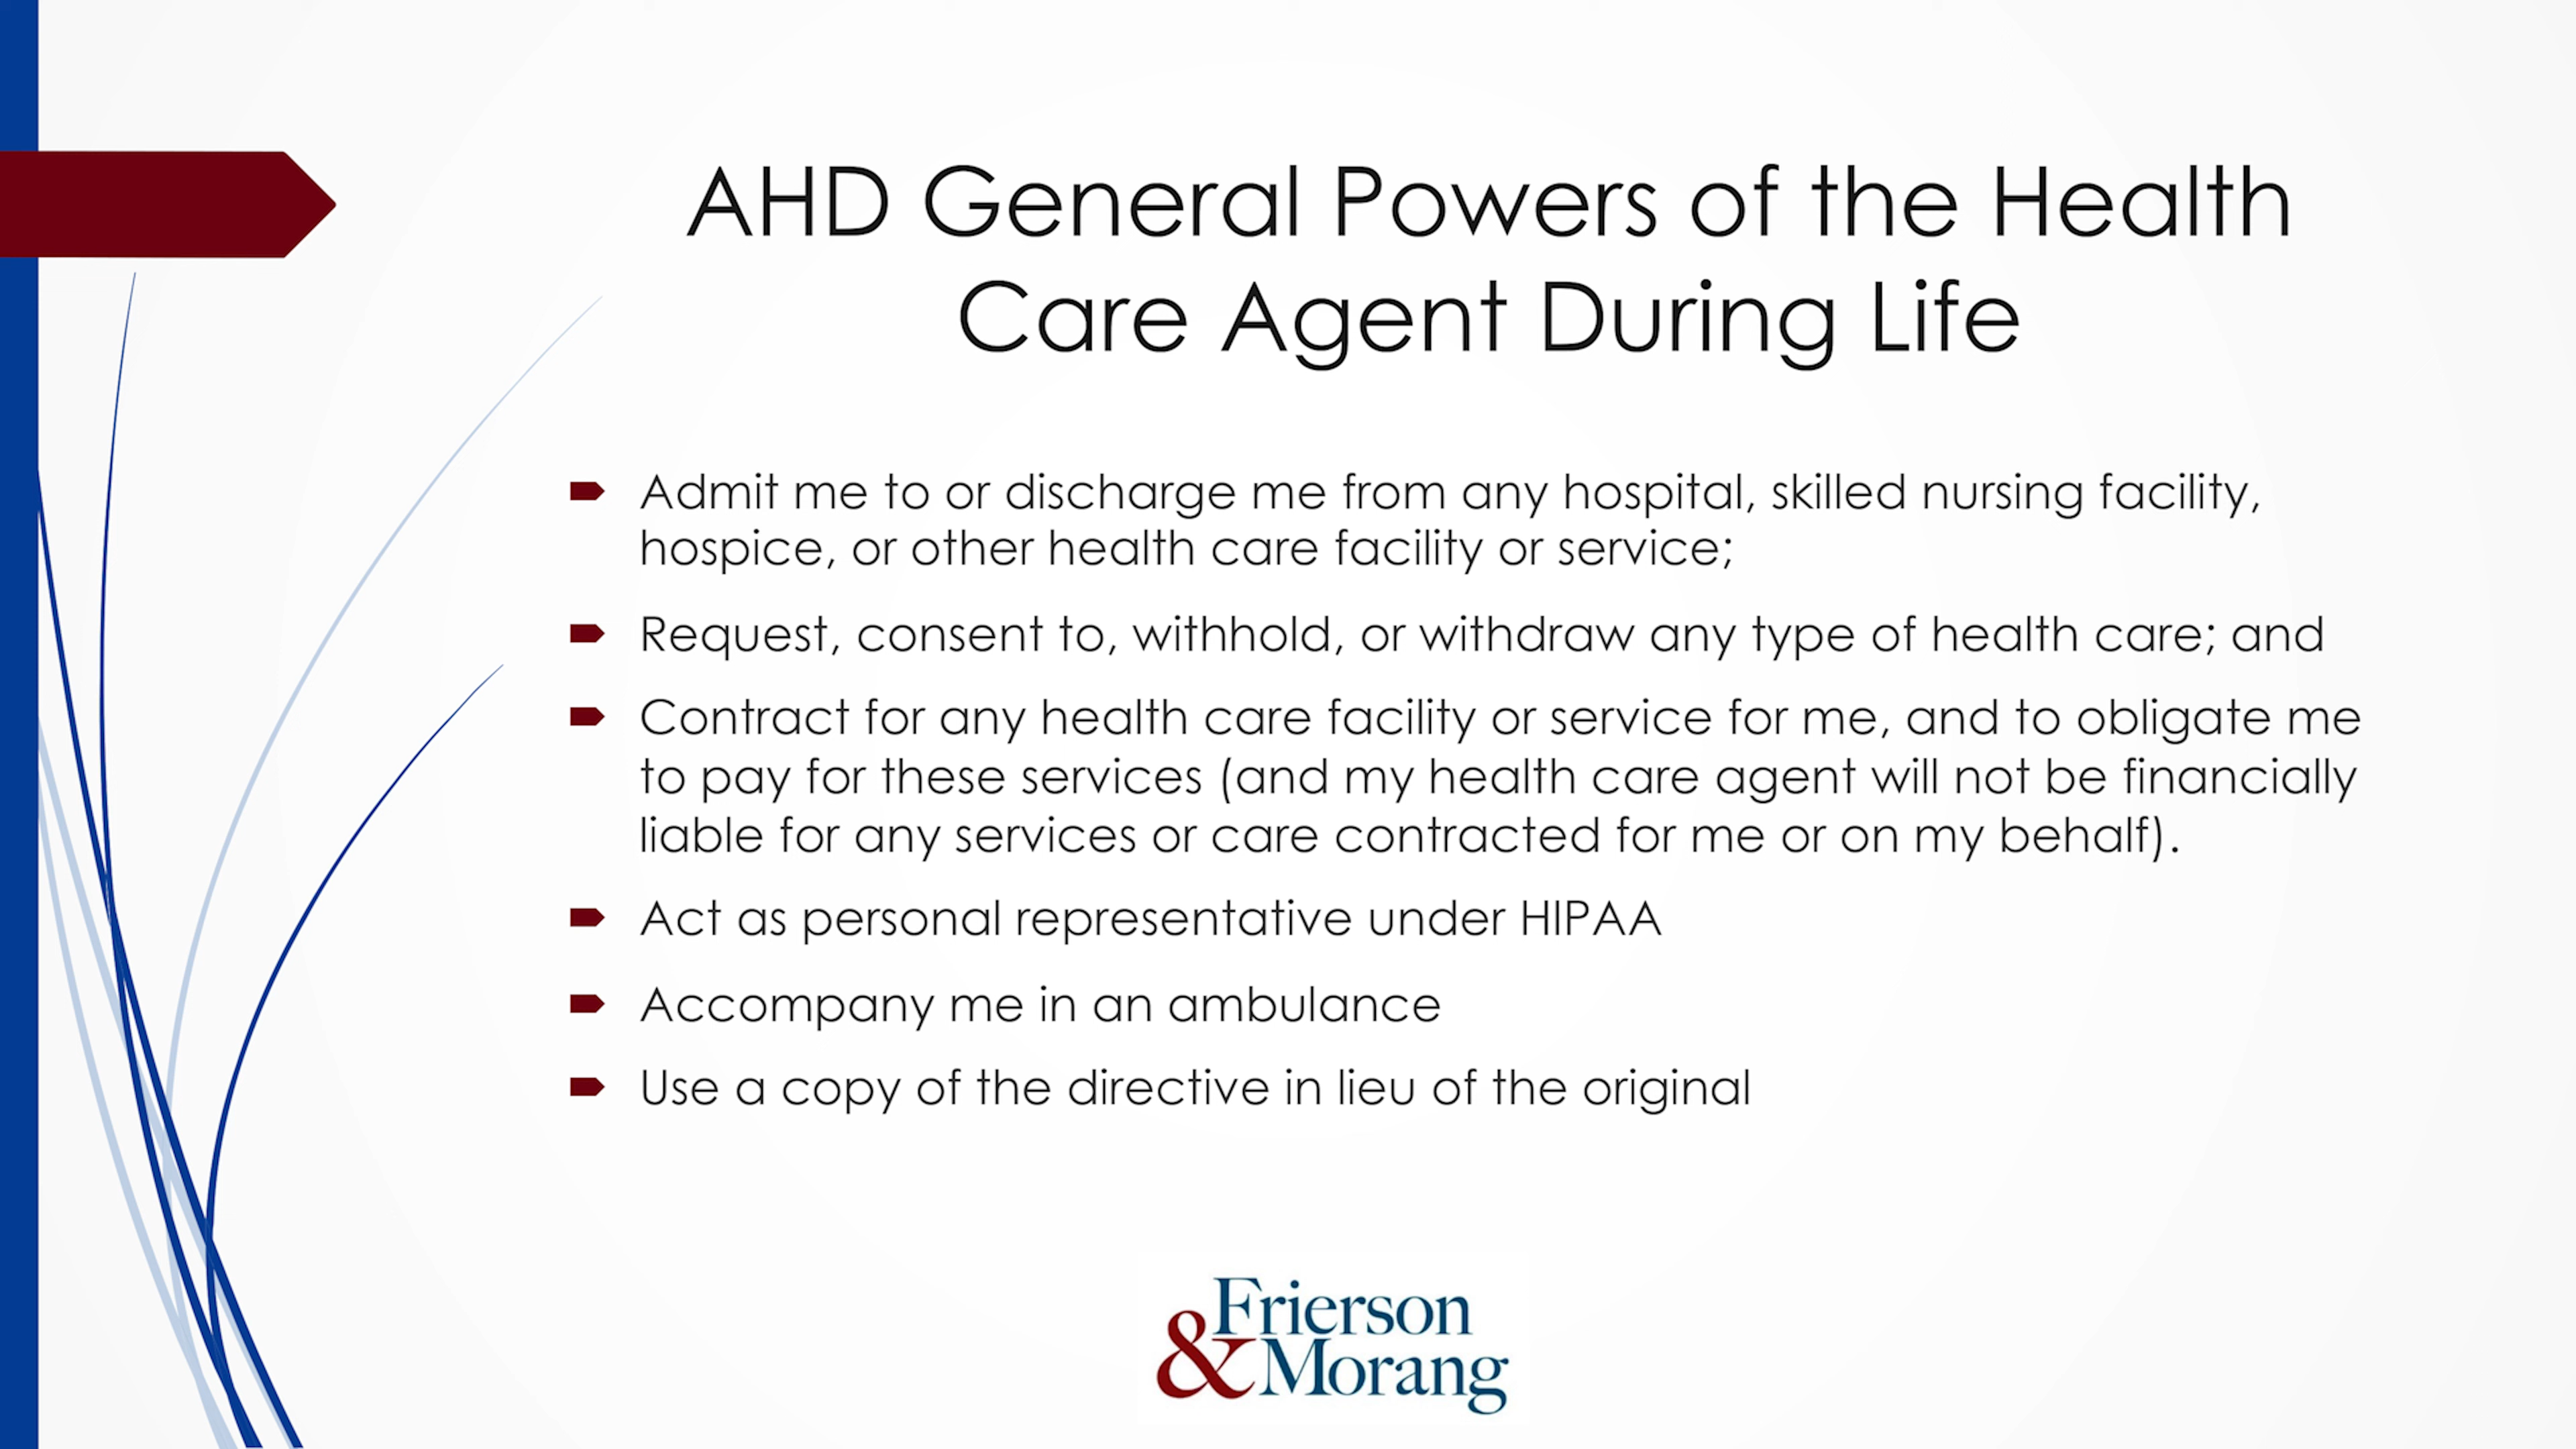 AHD General Powers of the Health
Care Agent During Life
Admit me to or discharge me from any hospital, skilled nursing facility,
hospice, or other health care facility or service;
Request, consent to, withhold, or withdraw any type of health care; and
Contract for any health care facility or service for me, and to obligate me
to pay for these services (and my health care agent will not be financially
liable for any services or care contracted for me or on my behalf).
Act as personal representative under HIPAA
Accompany me in an ambulance
Use a copy of the directive in lieu of the original
Frierson
&Morang